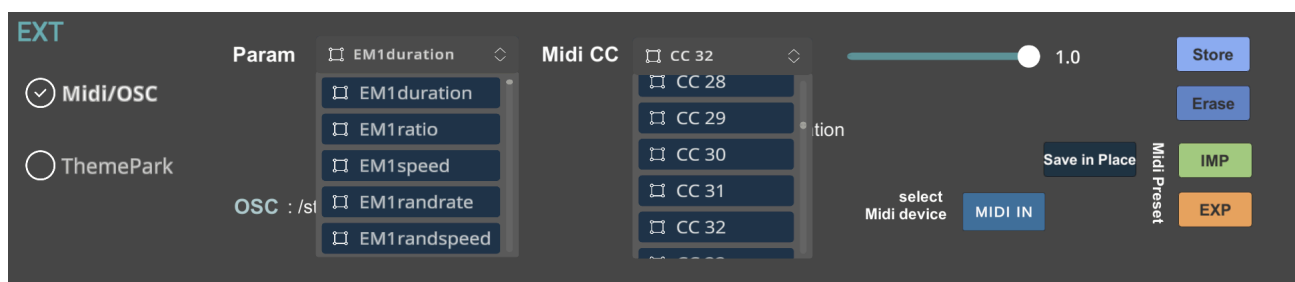 EXT
Param
EM1duration
Midi CC
CC 32
1.0
Store
Midi/OSC
EM1duration
CC 28
Erase
EM1ratio
CC 29
ThemePark
EM1speed
CC 30
Save in Place
Midi Preset
IMP
OSC : /st
EM1randrate
CC 31
select
Midi device
MIDI IN
EXP
EM1randspeed
CC 32